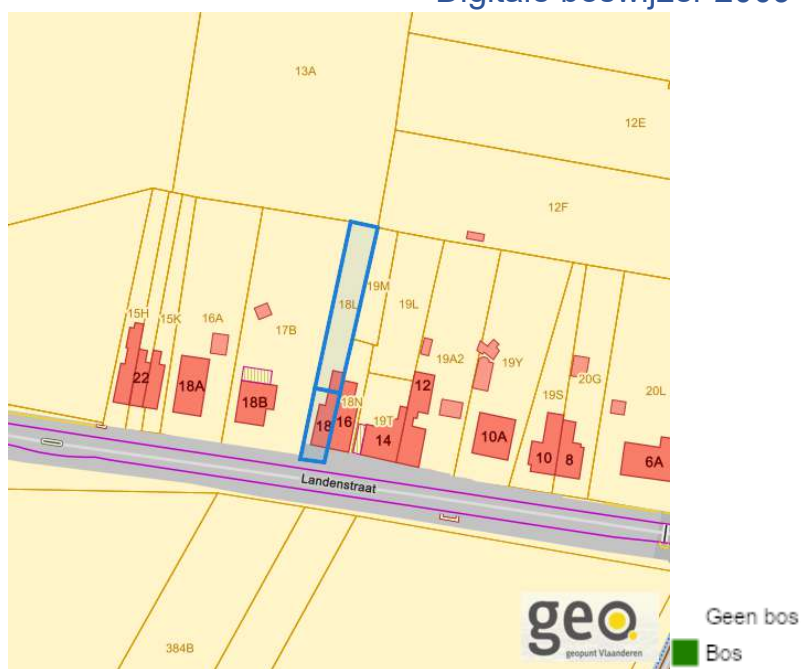 13A
12E
12F
19M
18L
19L
15H
15K
16A
17B
19A2
19Y
20G
19S
20L
22
18A
18B
18N
18
16
19T
14
12
10A
10
8
6A
Landenstraat
384B
geo
geopunt Vlaanderen
Geen bos
Bos